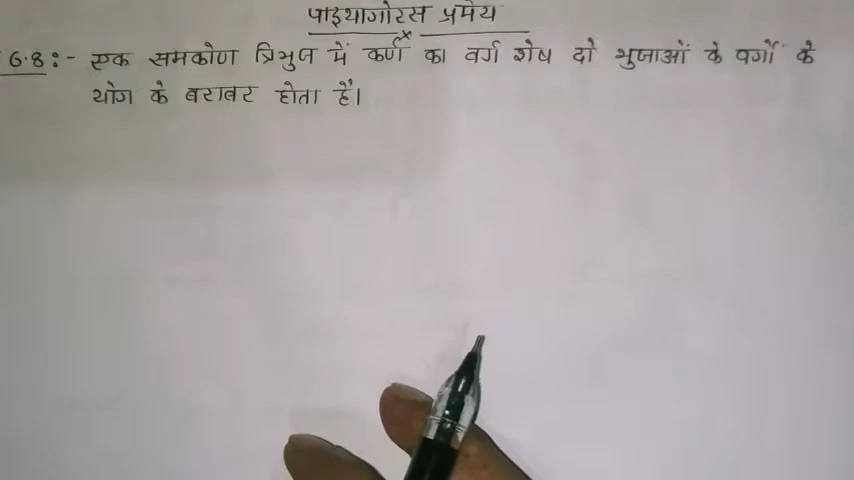 पाइथागोरस प्रमेय
6.8:- एक समकोण त्रिभुज में कर्ण का वर्ग शेष दो भुजाओं के वर्गों के
योग के बराबर होता है।